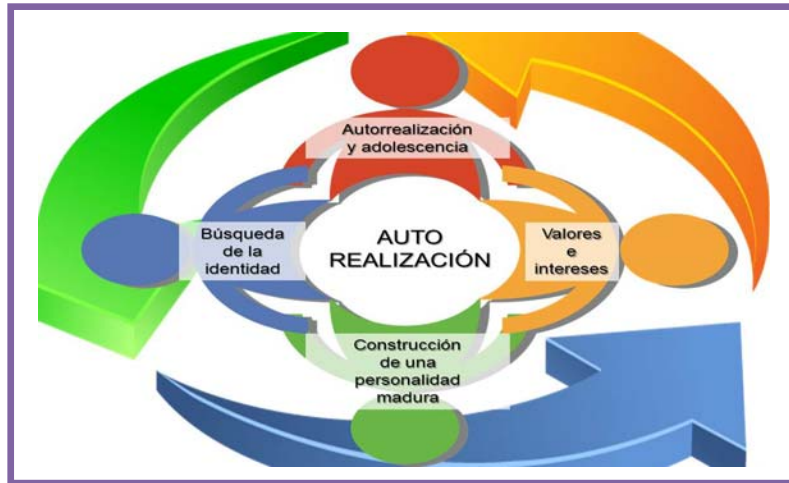 Autorrealización
y adolescencia
Búsqueda
de la
identidad
AUTO
REALIZACIÓN
Valores
e
intereses
Construcción
de una
personalidad
madura